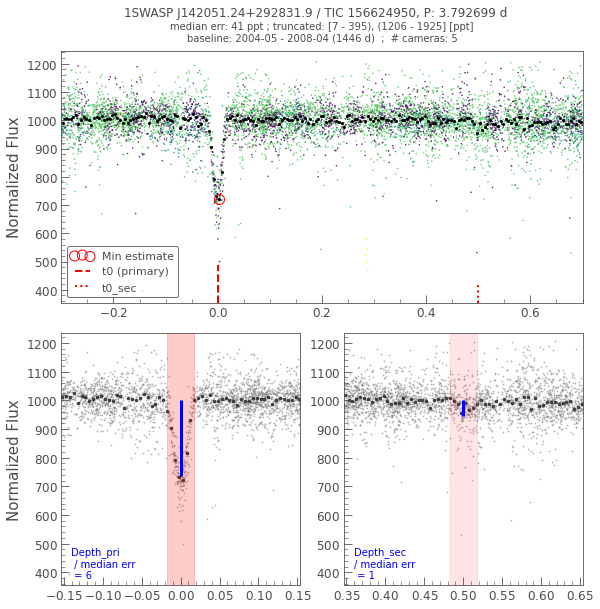 1SWASP J142051.24+292831.9 / TIC 156624950, P: 3.792699 d
median err: 41 ppt ; truncated: [7 - 395), (1206 - 1925] [ppt]
baseline: 2004-05 - 2008-04 (1446 d)  ;  # cameras: 5
Normalized Flux
1200
1100
1000
900
800
700
600
500
400
Min estimate
t0 (primary)
t0_sec
−0.2 0.0 0.2 0.4 0.6
Normalized Flux
1200
1100
1000
900
800
700
600
500
400
Depth_pri
/ median err
= 6
−0.15 −0.10 −0.05 0.00 0.05 0.10 0.15
1200
1100
1000
900
800
700
600
500
400
Depth_sec
/ median err
= 1
0.35 0.40 0.45 0.50 0.55 0.60 0.65